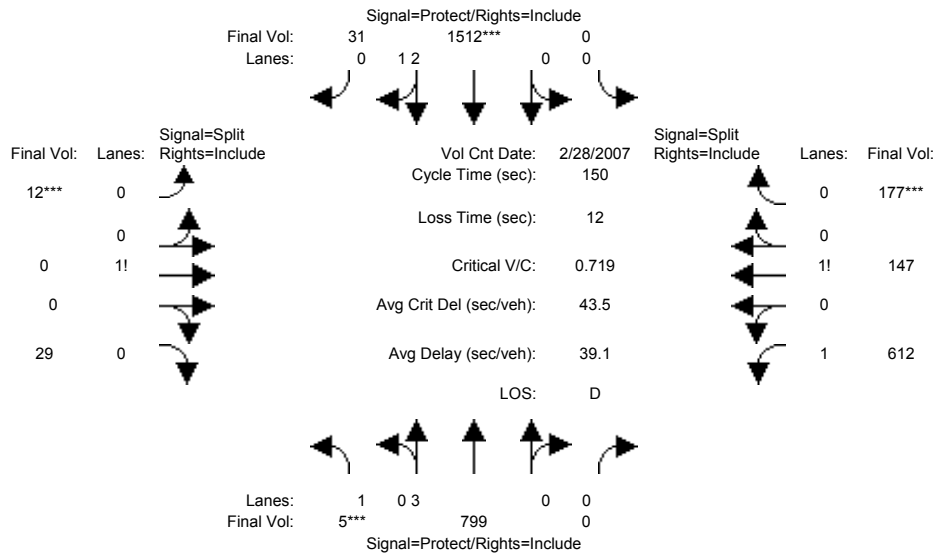 Signal=Protect/Rights=Include
Final Vol: 31 1512*** 0
Lanes: 0 1 2 0 0
Signal=Split
Rights=Include
Final Vol: Lanes:
Vol Cnt Date: 2/28/2007
Signal=Split
Rights=Include
Lanes: Final Vol:
Cycle Time (sec): 150
12*** 0
0 177***
Loss Time (sec): 12
0
0
0 1!
Critical V/C: 0.719
1! 147
0
Avg Crit Del (sec/veh): 43.5
0
29 0
Avg Delay (sec/veh): 39.1
1 612
LOS: D
Lanes: 1 0 3 0 0
Final Vol: 5*** 799 0
Signal=Protect/Rights=Include